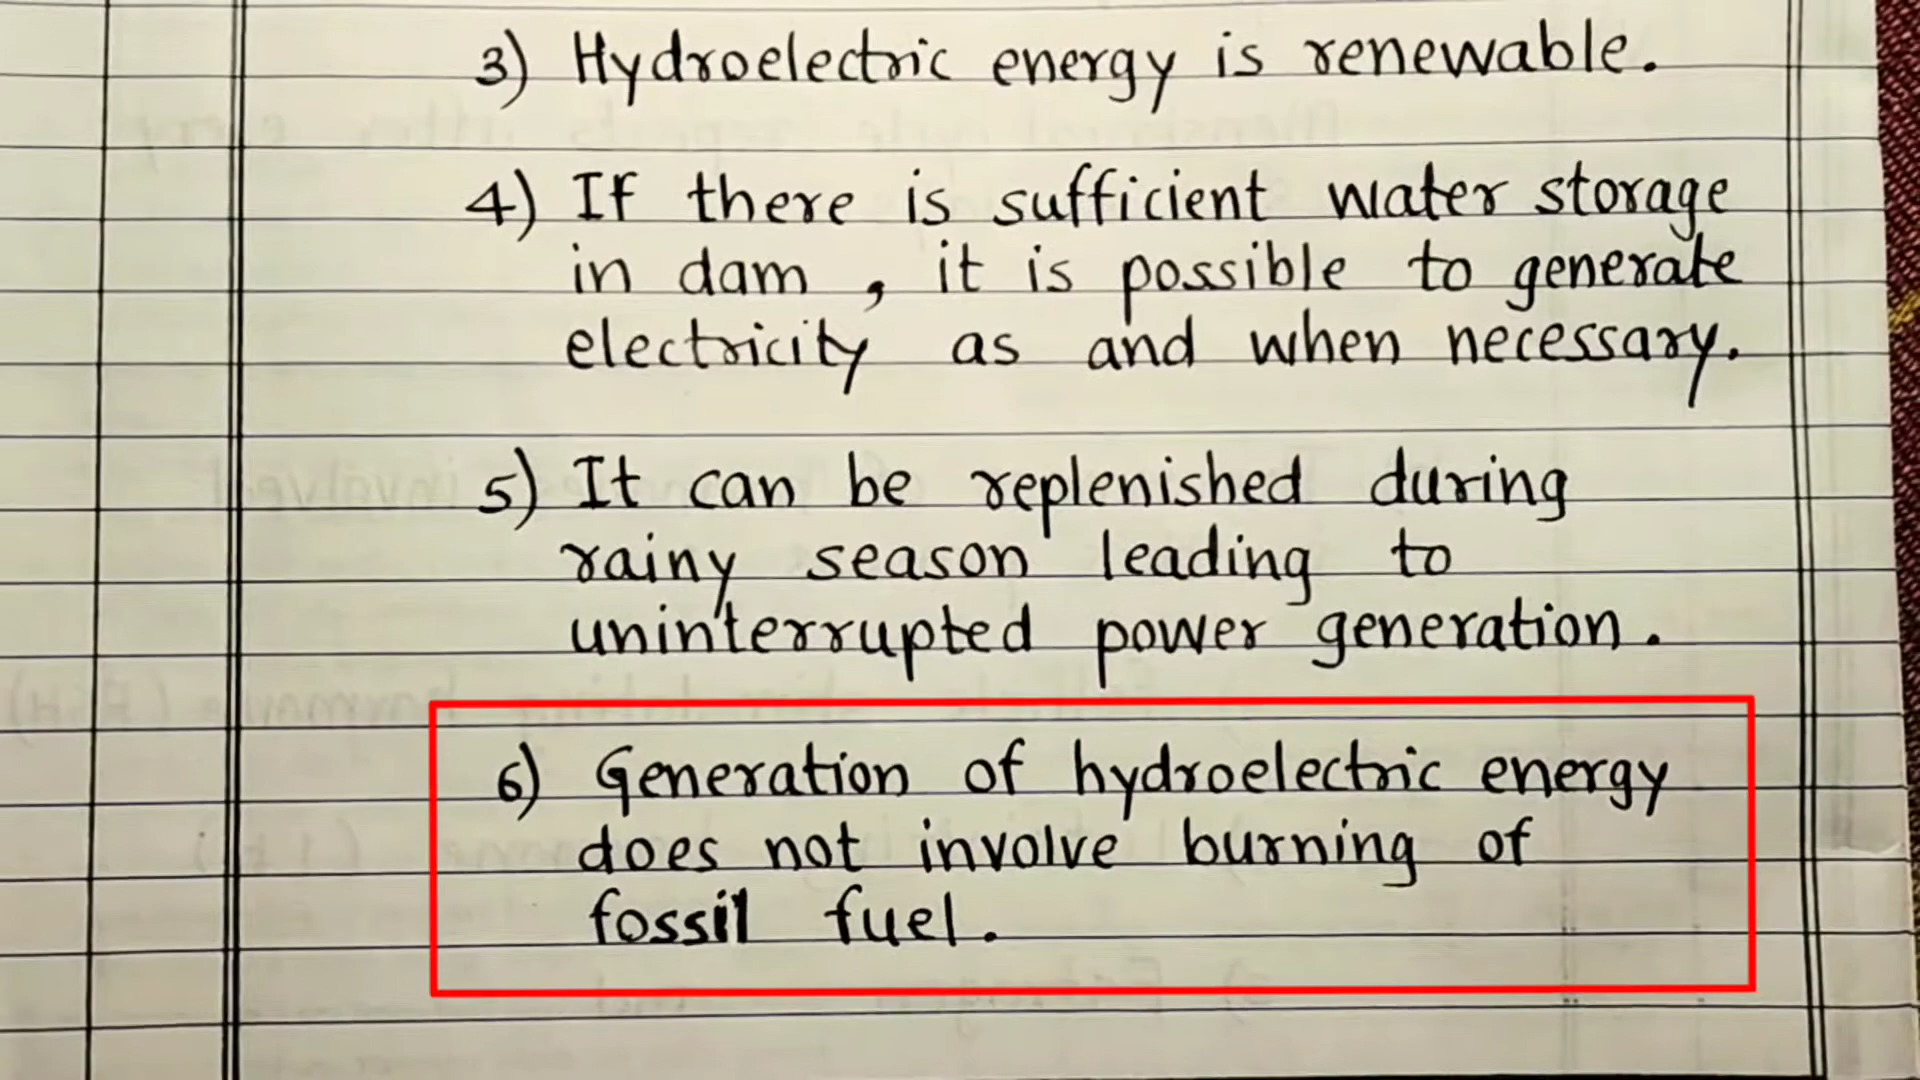 3) Hydroelectric energy is renewable.
4) If there is sufficient water storage
in dam , it is possible to generate
electricity as and when necessary.
5) It can be replenished during
rainy season leading to
uninterrupted power generation.
6) Generation of hydroelectric energy
does not involve burning of
fossil fuel.